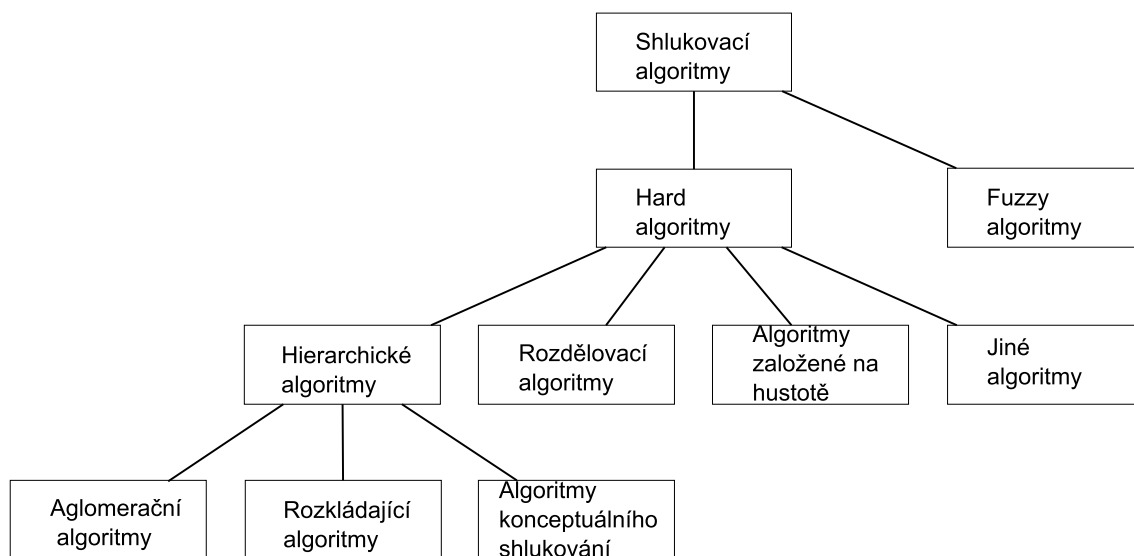 Shlukovací
algoritmy
Hard
algoritmy
Fuzzy
algoritmy
Hierarchické
algoritmy
Rozdělovací
algoritmy
Algoritmy
založené na
hustotě
Jiné
algoritmy
Aglomerační
algoritmy
Rozkládající
algoritmy
Algoritmy
konceptuálního
shlukování